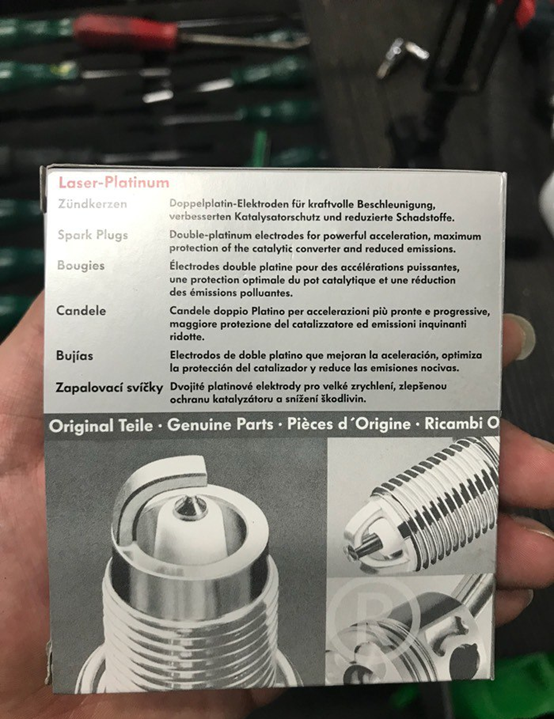 Laser-Platinum
Zündkerzen Doppelplatin-Elektroden für kraftvolle Beschleunigung,
verbesserten Katalysatorschutz und reduzierte Schadstoffe.
Spark Plugs Double-platinum electrodes for powerful acceleration, maximum
protection of the catalytic converter and reduced emissions.
Bougies Électrodes double platine pour des accélérations puissantes,
une protection optimale du pot catalytique et une réduction
des émissions polluantes.
Candele Candele doppio Platino per accelerazioni più pronte e progressive,
maggiore protezione del catalizzatore ed emissioni inquinanti
ridotte.
Bujías Electrodos de doble platino que mejoran la aceleración, optimiza
la protección del catalizador y reduce las emisiones nocivas.
Zapalovací svíčky Dvojité platinové elektrody pro velké zrychlení, zlepšenou
ochranu katalyzátoru a snížení škodlivin.
Original Teile · Genuine Parts · Pièces d´Origine · Ricambi O
®